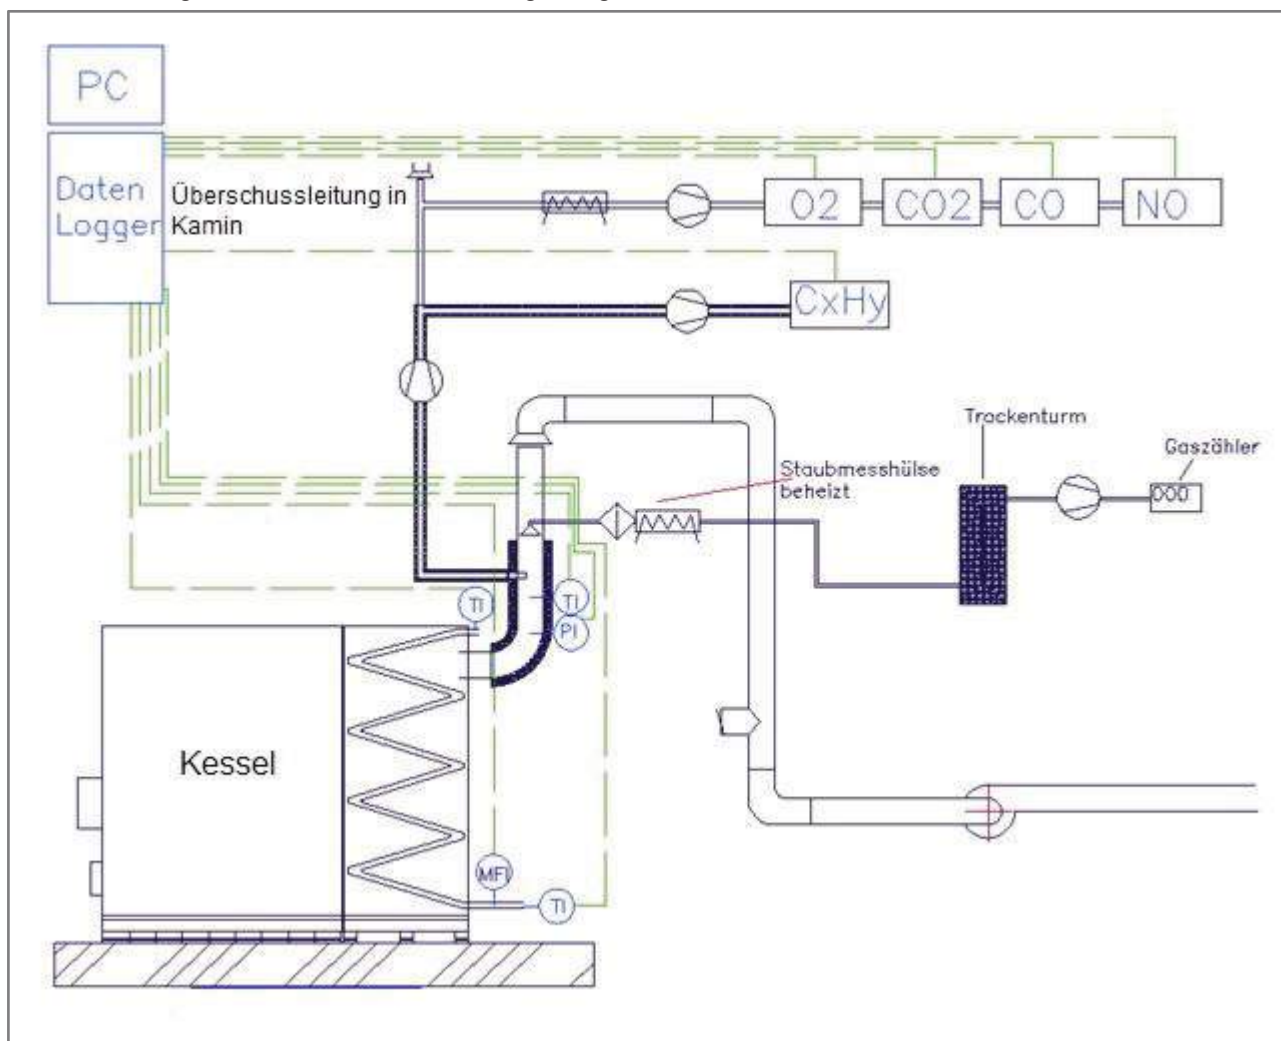 PC
Daten
Logger
Überschussleitung in
Kamin
O2
CO2
CO
NO
CxHy
Trockenturm
Gaszähler
000
Staubmesshülse
beheizt
TI
TI
PI
Kessel
MFI
TI